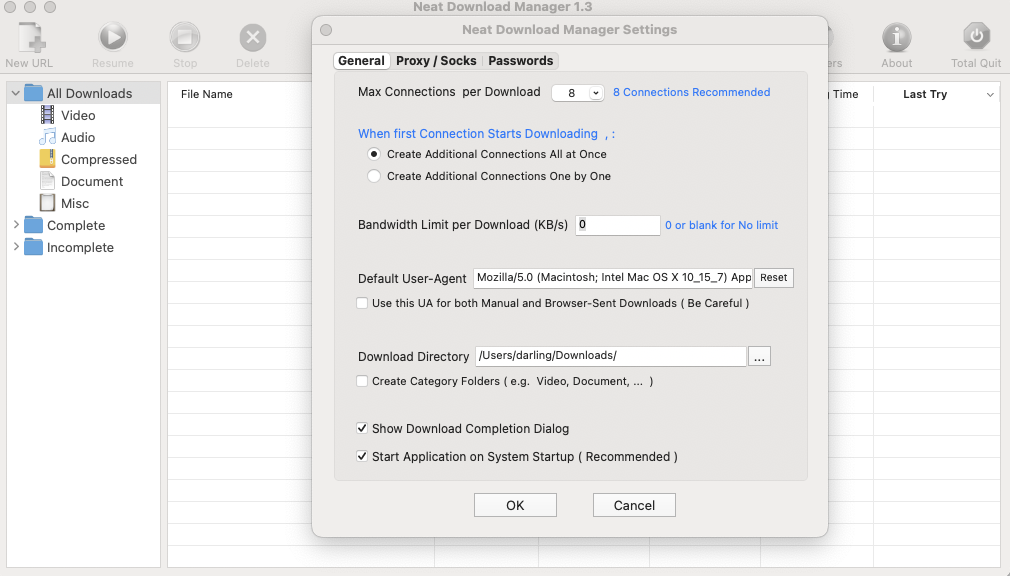 Neat Download Manager 1.3
New URL
Resume
Stop
Delete
About
Total Quit
All Downloads
Video
Audio
Compressed
Document
Misc
Complete
Incomplete
File Name
Time
Last Try
Neat Download Manager Settings
General Proxy / Socks Passwords
Max Connections per Download 8 8 Connections Recommended
When first Connection Starts Downloading , :
Create Additional Connections All at Once
Create Additional Connections One by One
Bandwidth Limit per Download (KB/s) 0 0 or blank for No limit
Default User-Agent Mozilla/5.0 (Macintosh; Intel Mac OS X 10_15_7) App Reset
Use this UA for both Manual and Browser-Sent Downloads ( Be Careful )
Download Directory /Users/darling/Downloads/ ...
Create Category Folders ( e.g. Video, Document, ... )
Show Download Completion Dialog
Start Application on System Startup ( Recommended )
OK Cancel